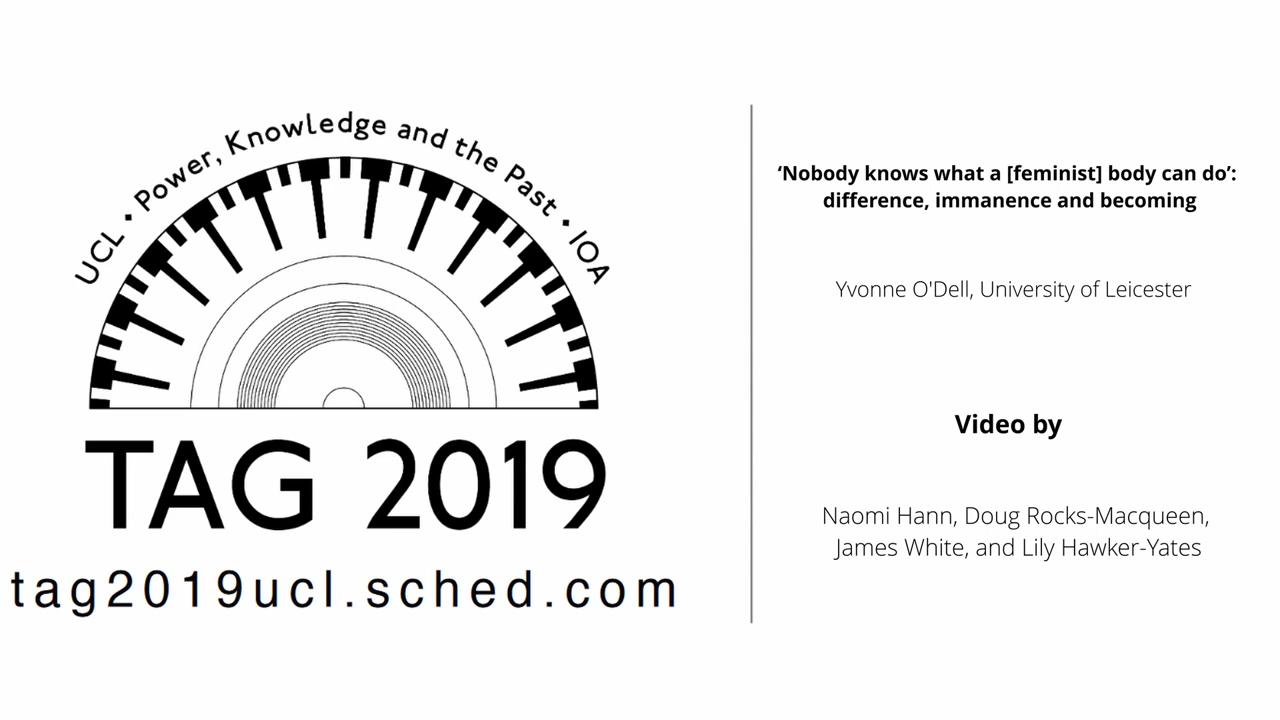 UCL • Power, Knowledge and the Past • IOA
TAG 2019
tag2019ucl.sched.com
‘Nobody knows what a [feminist] body can do’:
difference, immanence and becoming
Yvonne O'Dell, University of Leicester
Video by
Naomi Hann, Doug Rocks-Macqueen,
James White, and Lily Hawker-Yates